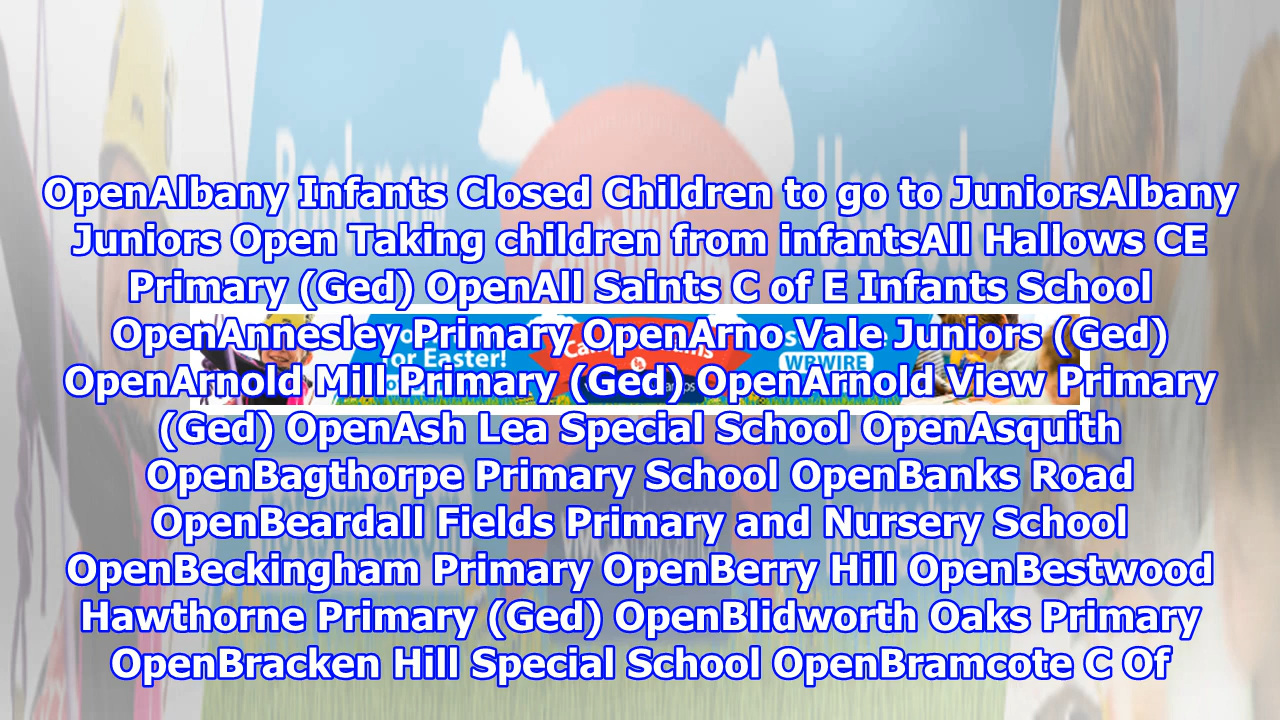 OpenAlbany Infants Closed Children to go to JuniorsAlbany
Juniors Open Taking children from infantsAll Hallows CE
Primary (Ged) OpenAll Saints C of E Infants School
OpenAnnesley Primary OpenArno Vale Juniors (Ged)
or Easter!
WRWIRE
OpenArnold Mill Primary (Ged) OpenArnold View Primary
(Ged) OpenAsh Lea Special School OpenAsquith
OpenBagthorpe Primary School OpenBanks Road
OpenBeardall Fields Primary and Nursery School
OpenBeckingham Primary OpenBerry Hill OpenBestwood
Hawthorne Primary (Ged) OpenBlidworth Oaks Primary
OpenBracken Hill Special School OpenBramcote C Of